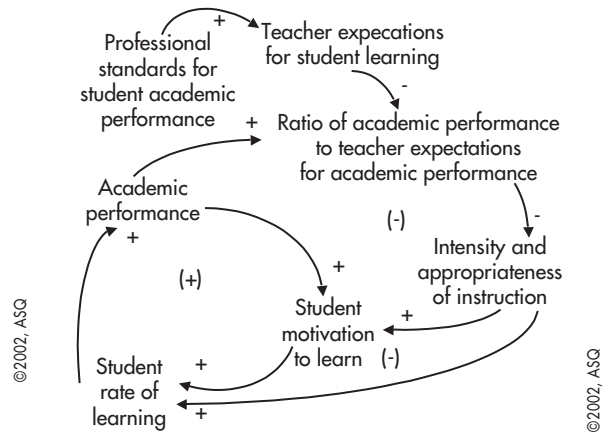 Professional
standards for
student academic
performance
+
Teacher expecations
for student learning
-
+
Ratio of academic performance
to teacher expectations
for academic performance
Academic
performance
+
(-)
-
Intensity and
appropriateness
of instruction
(+)
+
+
Student
motivation
to learn
(-)
Student
rate of
learning
+
+
©2002, ASQ
©2002, ASQ